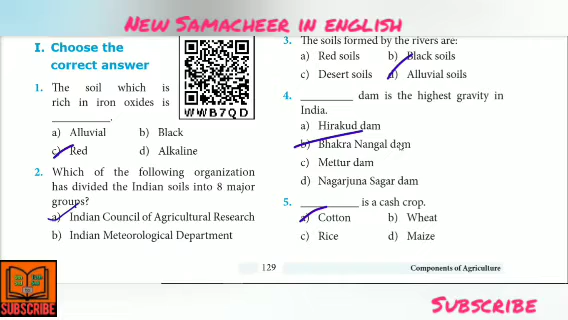 New Samacheer in english
I. Choose the
correct answer
1. The soil which is
rich in iron oxides is
__________.
a) Alluvial b) Black
c) Red d) Alkaline
2. Which of the following organization
has divided the Indian soils into 8 major
groups?
a) Indian Council of Agricultural Research
b) Indian Meteorological Department
WWB7QD
3. The soils formed by the rivers are:
a) Red soils b) Black soils
c) Desert soils d) Alluvial soils
4. __________ dam is the highest gravity in
India.
a) Hirakud dam
b) Bhakra Nangal dam
c) Mettur dam
d) Nagarjuna Sagar dam
5. __________ is a cash crop.
a) Cotton b) Wheat
c) Rice d) Maize
129 Components of Agriculture
SUBSCRIBE
Subscribe